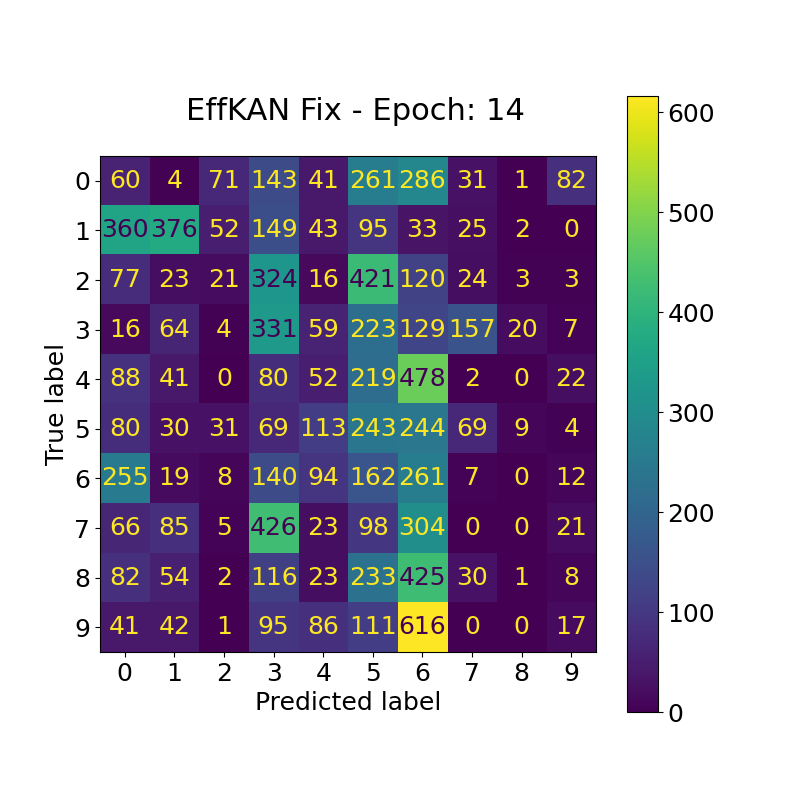 EffKAN Fix - Epoch: 14
0 60 4 71 143 41 261 286 31 1 82
1 360 376 52 149 43 95 33 25 2 0
2 77 23 21 324 16 421 120 24 3 3
3 16 64 4 331 59 223 129 157 20 7
4 88 41 0 80 52 219 478 2 0 22
5 80 30 31 69 113 243 244 69 9 4
6 255 19 8 140 94 162 261 7 0 12
7 66 85 5 426 23 98 304 0 0 21
8 82 54 2 116 23 233 425 30 1 8
9 41 42 1 95 86 111 616 0 0 17
0 1 2 3 4 5 6 7 8 9
Predicted label
True label
600
500
400
300
200
100
0